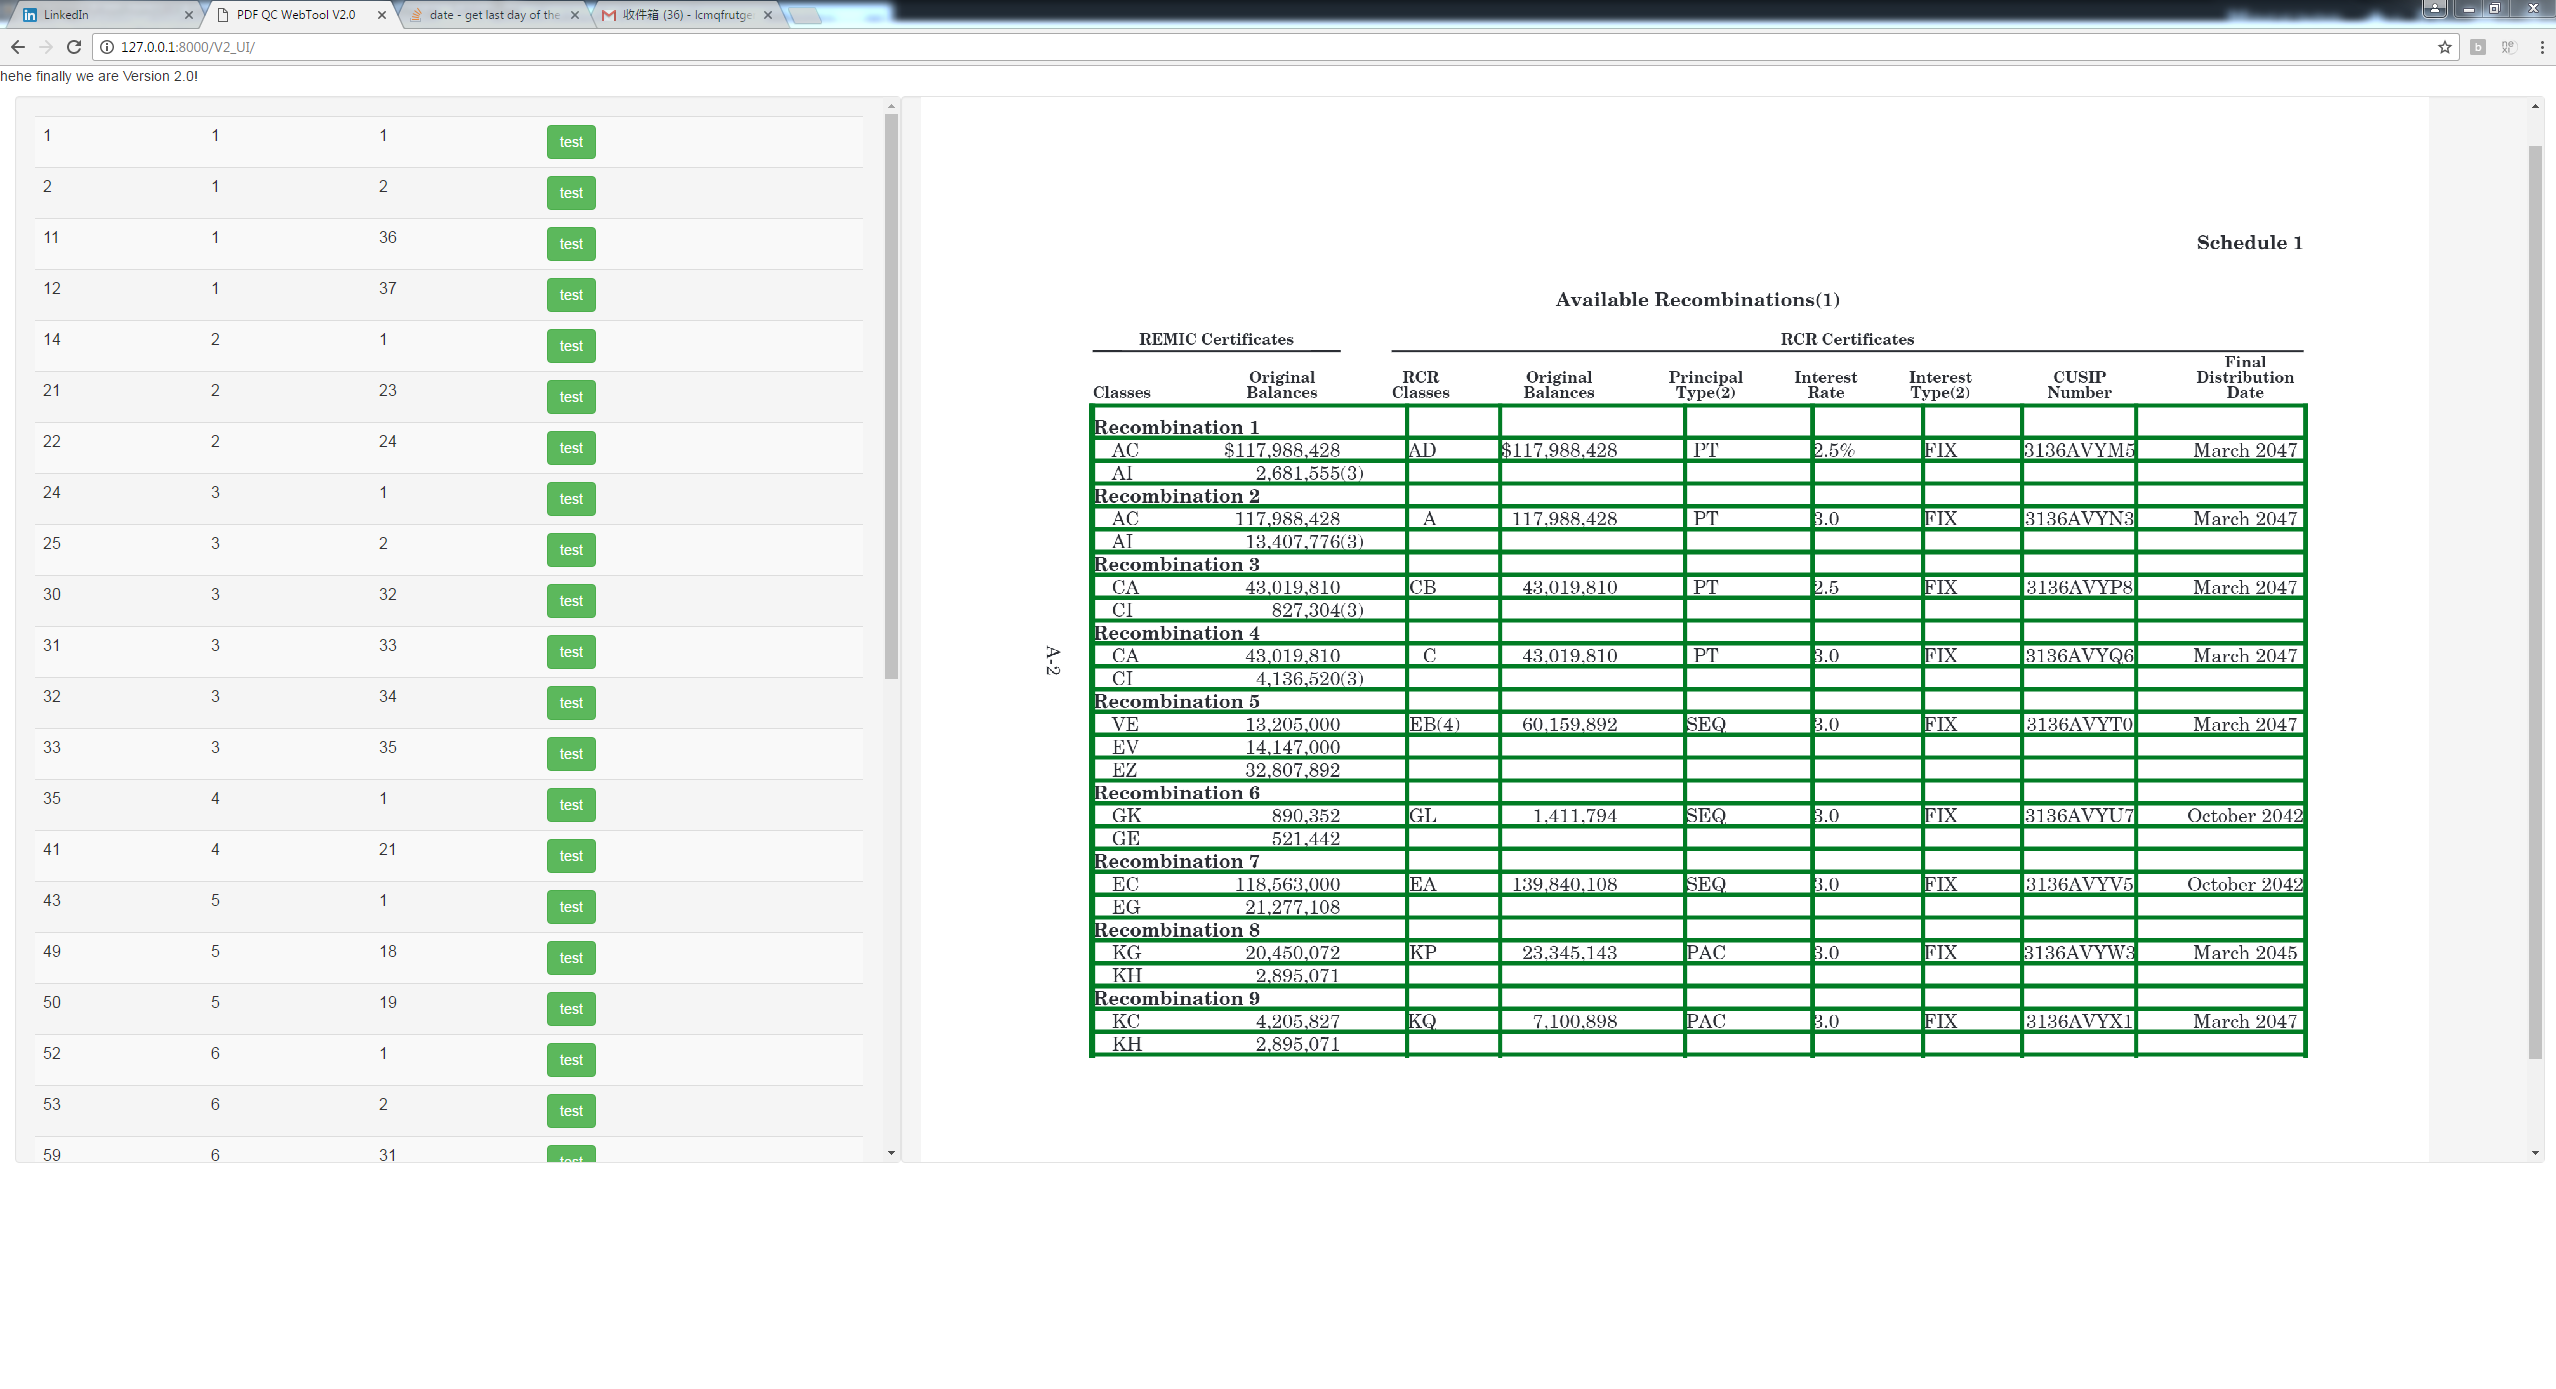 LinkedIn PDF QC WebTool V2.0 date - get last day of the 收件箱 (36) - lcmqfrutge
127.0.0.1:8000/V2_UI/
hehe finally we are Version 2.0!
1 1 1 test
2 1 2 test
11 1 36 test
12 1 37 test
14 2 1 test
21 2 23 test
22 2 24 test
24 3 1 test
25 3 2 test
30 3 32 test
31 3 33 test
32 3 34 test
33 3 35 test
35 4 1 test
41 4 21 test
43 5 1 test
49 5 18 test
50 5 19 test
52 6 1 test
53 6 2 test
59 6 31 test
Schedule 1
Available Recombinations(1)
REMIC Certificates RCR Certificates
Classes Original Balances RCR Classes Original Balances Principal Type(2) Interest Rate Interest Type(2) CUSIP Number Final Distribution Date
Recombination 1
AC $117,988,428 AD $117,988,428 PT 2.5% FIX 3136AVYM5 March 2047
AI 2,681,555(3)
Recombination 2
AC 117,988,428 A 117,988,428 PT 3.0 FIX 3136AVYN3 March 2047
AI 13,407,776(3)
Recombination 3
CA 43,019,810 CB 43,019,810 PT 2.5 FIX 3136AVYP8 March 2047
CI 827,304(3)
Recombination 4
CA 43,019,810 C 43,019,810 PT 3.0 FIX 3136AVYQ6 March 2047
CI 4,136,520(3)
Recombination 5
VE 13,205,000 EB(4) 60,159,892 SEQ 3.0 FIX 3136AVYT0 March 2047
EV 14,147,000
EZ 32,807,892
Recombination 6
GK 890,352 GL 1,411,794 SEQ 3.0 FIX 3136AVYU7 October 2042
GE 521,442
Recombination 7
EC 118,563,000 EA 139,840,108 SEQ 3.0 FIX 3136AVYV5 October 2042
EG 21,277,108
Recombination 8
KG 20,450,072 KP 23,345,143 PAC 3.0 FIX 3136AVYW3 March 2045
KH 2,895,071
Recombination 9
KC 4,205,827 KQ 7,100,898 PAC 3.0 FIX 3136AVYX1 March 2047
KH 2,895,071
A-2